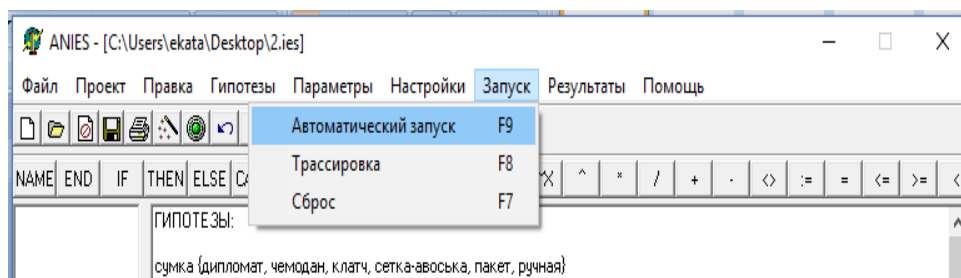 ANIES - [C:\Users\ekata\Desktop\2.ies]
Файл Проект Правка Гипотезы Параметры Настройки Запуск Результаты Помощь
Автоматический запуск F9
Трассировка F8
Сброс F7
NAME END IF THEN ELSE ^ * / + - <> := = <= >= <
ГИПОТЕЗЫ:
сумка {дипломат, чемодан, клатч, сетка-авоська, пакет, ручная}